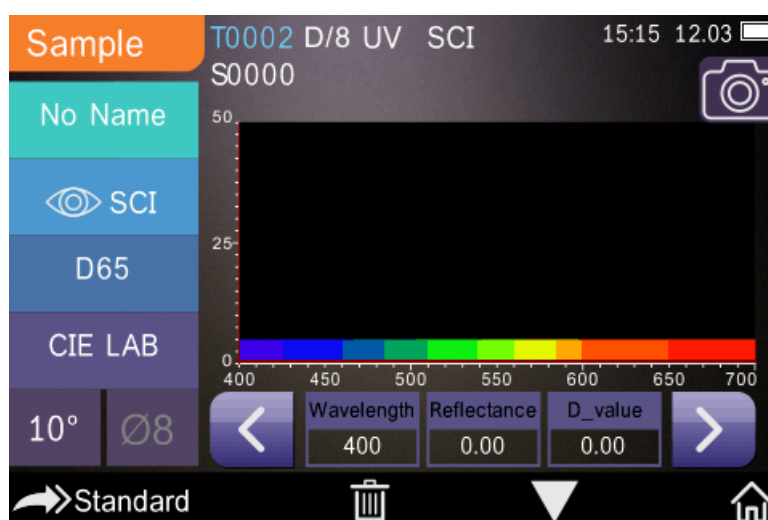 Sample
T0002 D/8 UV SCI 15:15 12.03
S0000
No Name
SCI
D65
CIE LAB
10° Ø8
50
25
0
400 450 500 550 600 650 700
Wavelength Reflectance D_value
400 0.00 0.00
Standard